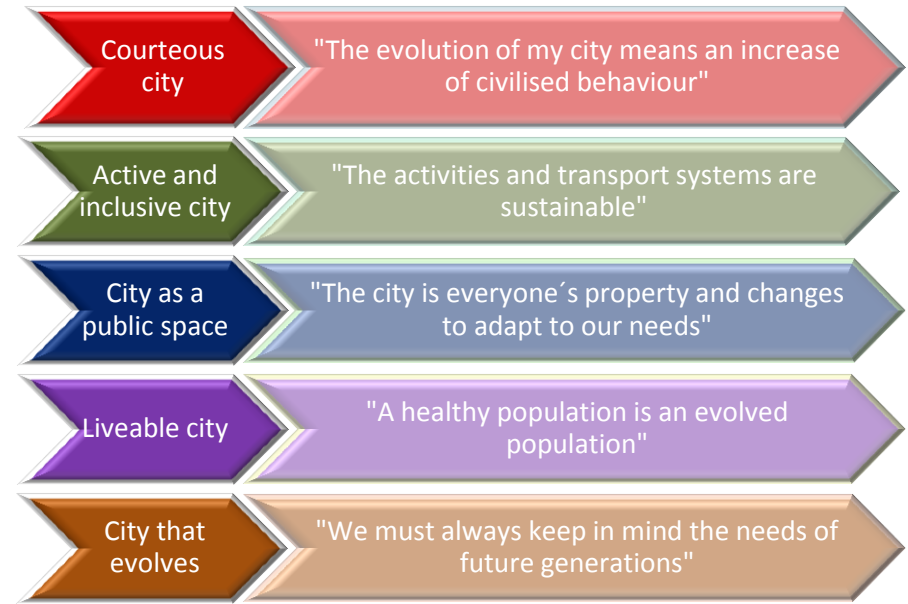 Courteous
city
"The evolution of my city means an increase
of civilised behaviour"
Active and
inclusive city
"The activities and transport systems are
sustainable"
City as a
public space
"The city is everyone´s property and changes
to adapt to our needs"
Liveable city
"A healthy population is an evolved
population"
City that
evolves
"We must always keep in mind the needs of
future generations"